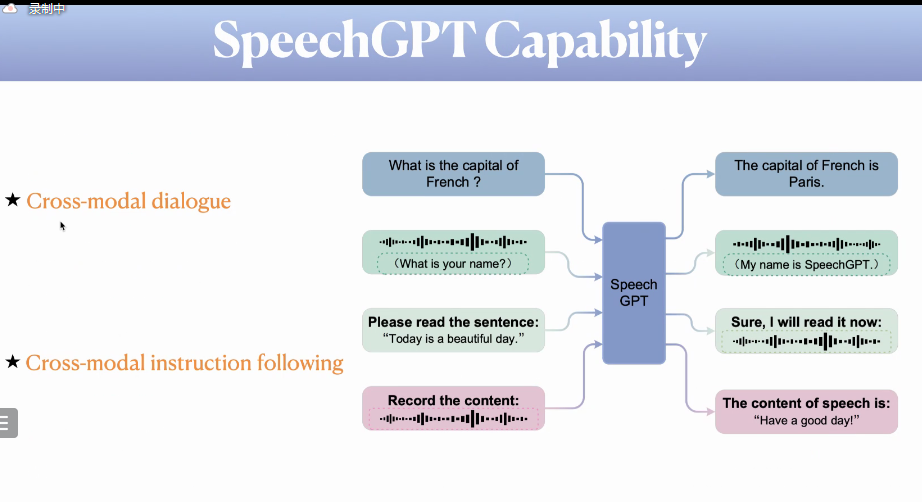 录制中
SpeechGPT Capability
★ Cross-modal dialogue
★ Cross-modal instruction following
What is the capital of
French ?
（What is your name?）
Please read the sentence:
“Today is a beautiful day.”
Record the content:
Speech
GPT
The capital of French is
Paris.
（My name is SpeechGPT.）
Sure, I will read it now:
The content of speech is:
“Have a good day!”